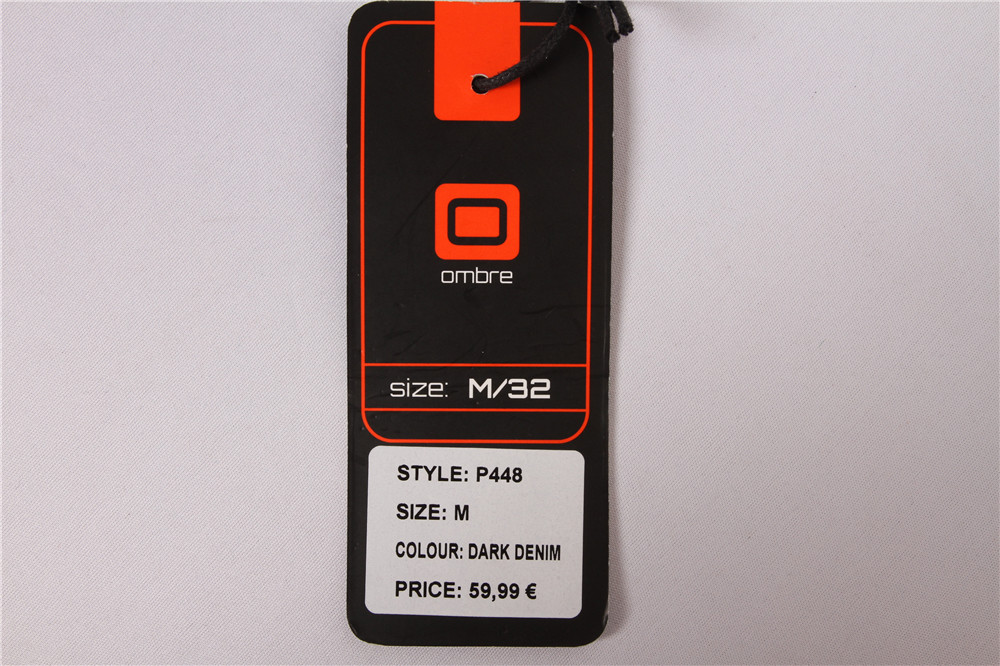 ombre
size: M/32
STYLE: P448
SIZE: M
COLOUR: DARK DENIM
PRICE: 59,99 €